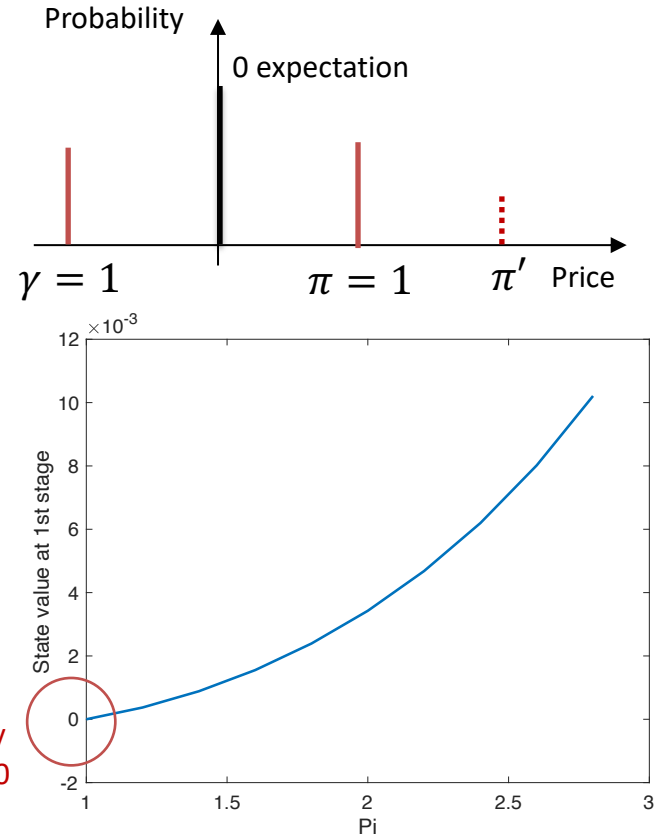 Probability
0 expectation
γ = 1
π = 1
π′
Price
×10⁻³
12
10
8
6
4
2
0
-2
State value at 1st stage
1
1.5
2
2.5
3
Pi
y
0